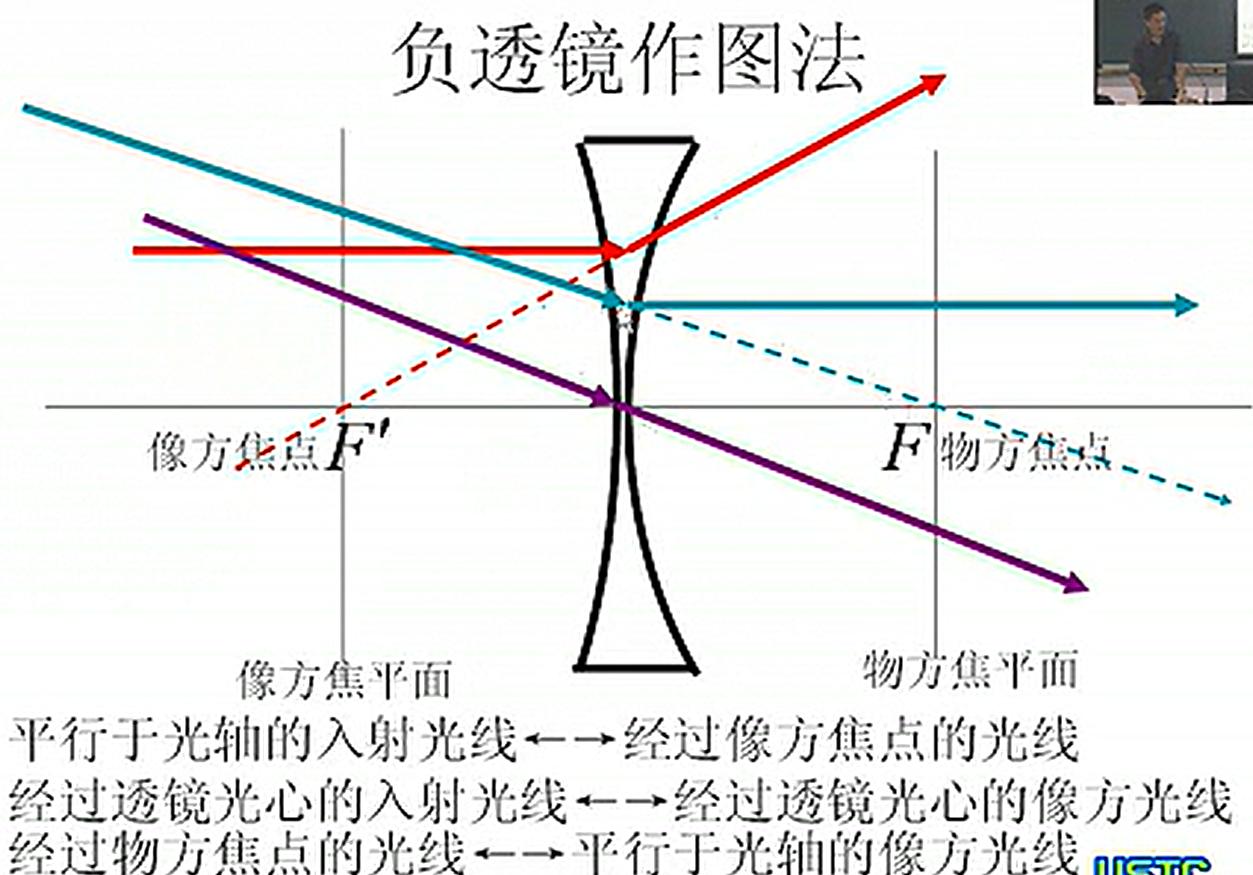 负透镜作图法
像方焦点 F'
F 物方焦点
像方焦平面
物方焦平面
平行于光轴的入射光线←→经过像方焦点的光线
经过透镜光心的入射光线←→经过透镜光心的像方光线
经过物方焦点的光线←→平行于光轴的像方光线
USTC